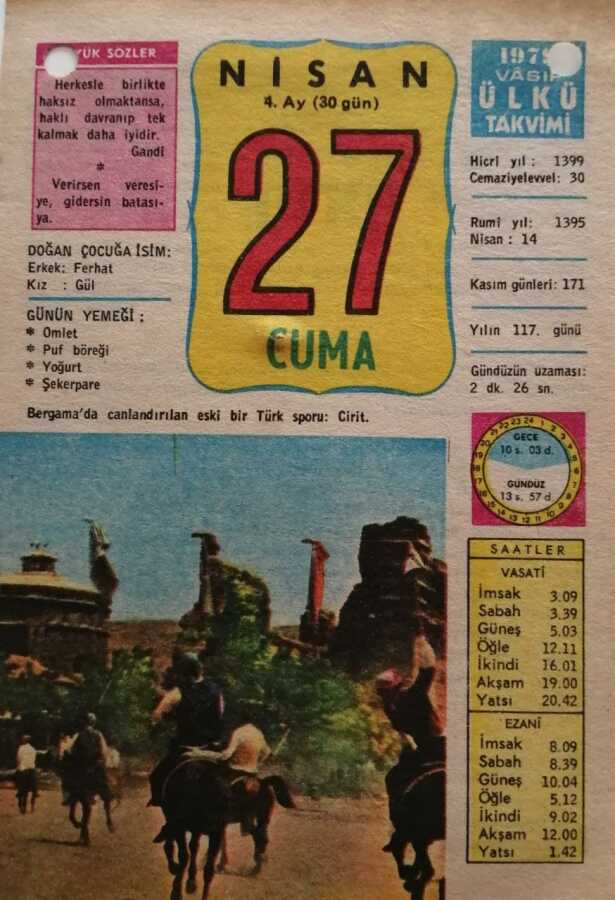 YÜK SÖZLER
Herkesle birlikte
haksız olmaktansa,
haklı davranıp tek
kalmak daha iyidir.
Gandi
*
Verirsen veresi-
ye, gidersin batası-
ya.
DOĞAN ÇOCUĞA İSİM:
Erkek: Ferhat
Kız : Gül
GÜNÜN YEMEĞİ :
* Omlet
* Puf böreği
* Yoğurt
* Şekerpare
NİSAN
4. Ay (30 gün)
27
CUMA
1979
VÂSIF
ÜLKÜ
TAKVİMİ
Hicrî yıl : 1399
Cemaziyelevvel: 30
Rumî yıl: 1395
Nisan : 14
Kasım günleri: 171
Yılın 117. günü
Gündüzün uzaması:
2 dk. 26 sn.
Bergama'da canlandırılan eski bir Türk sporu: Cirit.
GECE
10 s. 03 d.
GÜNDÜZ
13 s. 57 d.
SAATLER
VASATİ
İmsak 3.09
Sabah 3.39
Güneş 5.03
Öğle 12.11
İkindi 16.01
Akşam 19.00
Yatsı 20.42
EZANİ
İmsak 8.09
Sabah 8.39
Güneş 10.04
Öğle 5.12
İkindi 9.02
Akşam 12.00
Yatsı 1.42